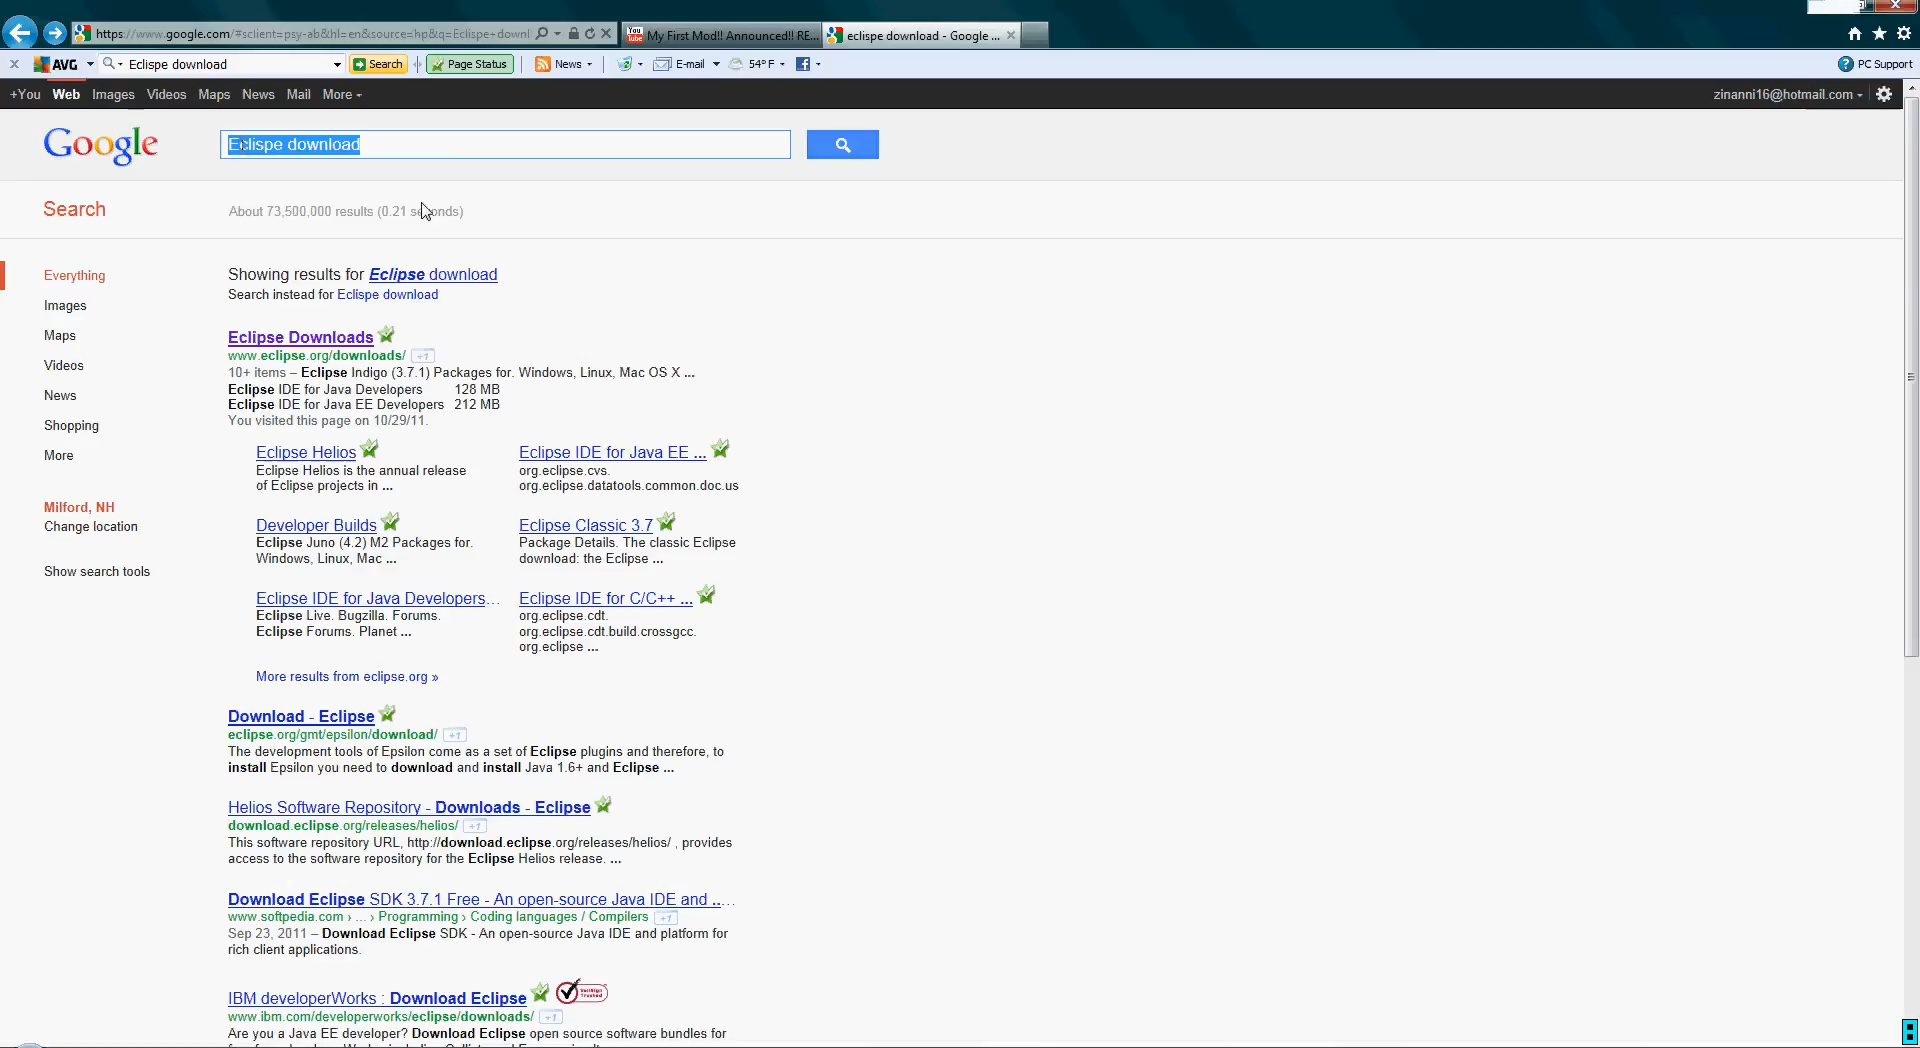 https://www.google.com/#sclient=psy-ab&hl=en&source=hp&q=Eclispe+downl
You Tube My First Mod!! Announced!! RE...
eclispe download - Google ...
AVG Eclispe download Search Page Status News E-mail 54°F PC Support
+You Web Images Videos Maps News Mail More
zinanni16@hotmail.com
Google Eclispe download
Search
About 73,500,000 results (0.21 seconds)
Everything
Images
Maps
Videos
News
Shopping
More
Milford, NH
Change location
Show search tools
Showing results for Eclipse download
Search instead for Eclispe download
Eclipse Downloads
www.eclipse.org/downloads/ +1
10+ items – Eclipse Indigo (3.7.1) Packages for. Windows, Linux, Mac OS X ...
Eclipse IDE for Java Developers 128 MB
Eclipse IDE for Java EE Developers 212 MB
You visited this page on 10/29/11.
Eclipse Helios
Eclipse Helios is the annual release
of Eclipse projects in ...
Eclipse IDE for Java EE ...
org.eclipse.cvs.
org.eclipse.datatools.common.doc.us
Developer Builds
Eclipse Juno (4.2) M2 Packages for.
Windows, Linux, Mac ...
Eclipse Classic 3.7
Package Details. The classic Eclipse
download: the Eclipse ...
Eclipse IDE for Java Developers...
Eclipse Live. Bugzilla. Forums.
Eclipse Forums. Planet ...
Eclipse IDE for C/C++ ...
org.eclipse.cdt.
org.eclipse.cdt.build.crossgcc.
org.eclipse ...
More results from eclipse.org »
Download - Eclipse
eclipse.org/gmt/epsilon/download/ +1
The development tools of Epsilon come as a set of Eclipse plugins and therefore, to
install Epsilon you need to download and install Java 1.6+ and Eclipse ...
Helios Software Repository - Downloads - Eclipse
download.eclipse.org/releases/helios/ +1
This software repository URL, http://download.eclipse.org/releases/helios/ , provides
access to the software repository for the Eclipse Helios release. ...
Download Eclipse SDK 3.7.1 Free - An open-source Java IDE and ...
www.softpedia.com › ... › Programming › Coding languages / Compilers +1
Sep 23, 2011 – Download Eclipse SDK - An open-source Java IDE and platform for
rich client applications.
IBM developerWorks : Download Eclipse VeriSign Trusted
www.ibm.com/developerworks/eclipse/downloads/ +1
Are you a Java EE developer? Download Eclipse open source software bundles for